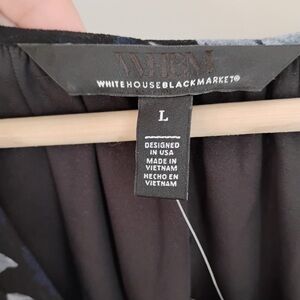 WHBM
WHITEHOUSEBLACKMARKET®
L
DESIGNED
IN USA
MADE IN
VIETNAM
HECHO EN
VIETNAM